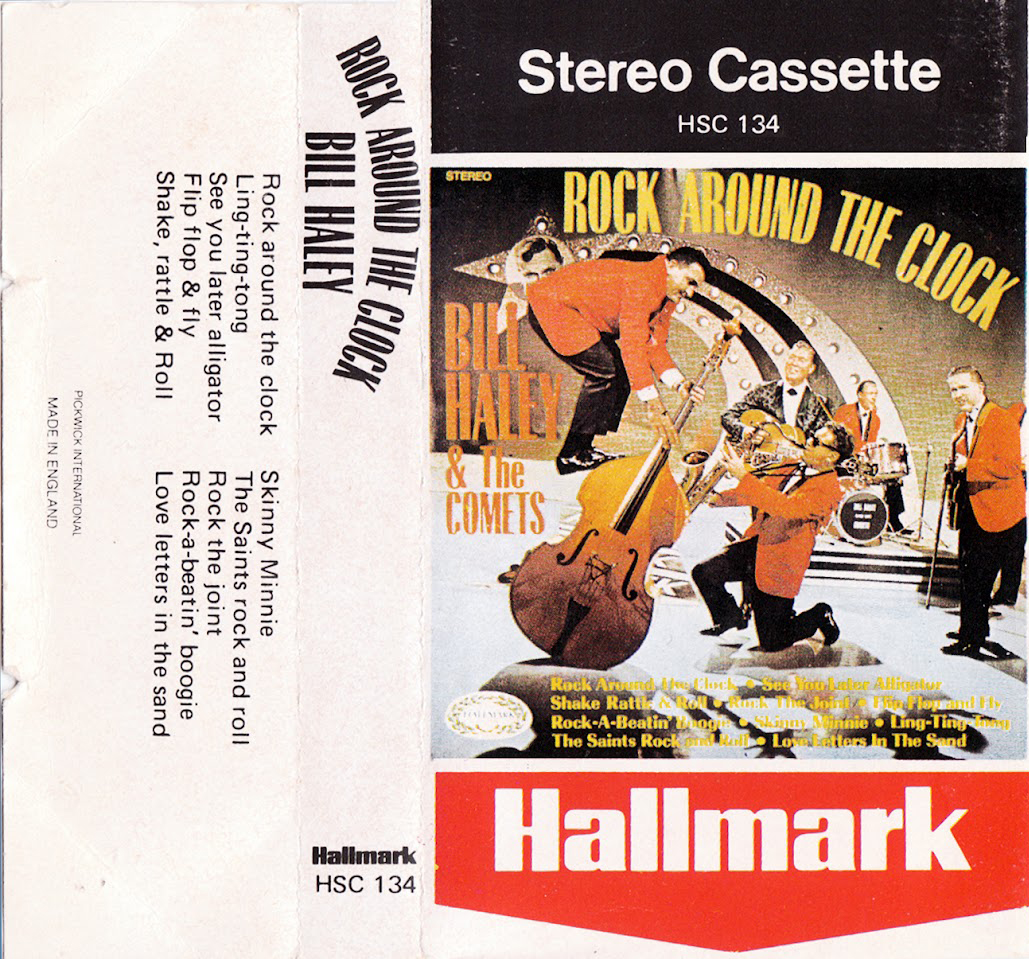 Stereo Cassette
HSC 134
STEREO
ROCK AROUND THE CLOCK
BILL
HALEY
& The
COMETS
Rock Around the Clock • See You Later Alligator
Shake Rattle & Roll • Rock The Joint • Flip Flop and Fly
Rock-A-Beatin' Boogie • Skinny Minnie • Ling-Ting-Tong
The Saints Rock and Roll • Love Letters In The Sand
HALLMARK
Hallmark
ROCK AROUND THE CLOCK
BILL HALEY
Hallmark
HSC 134
Rock around the clock
Ling-ting-tong
See you later alligator
Flip flop & fly
Shake, rattle & Roll
Skinny Minnie
The Saints rock and roll
Rock the joint
Rock-a-beatin' boogie
Love letters in the sand
PICKWICK INTERNATIONAL
MADE IN ENGLAND